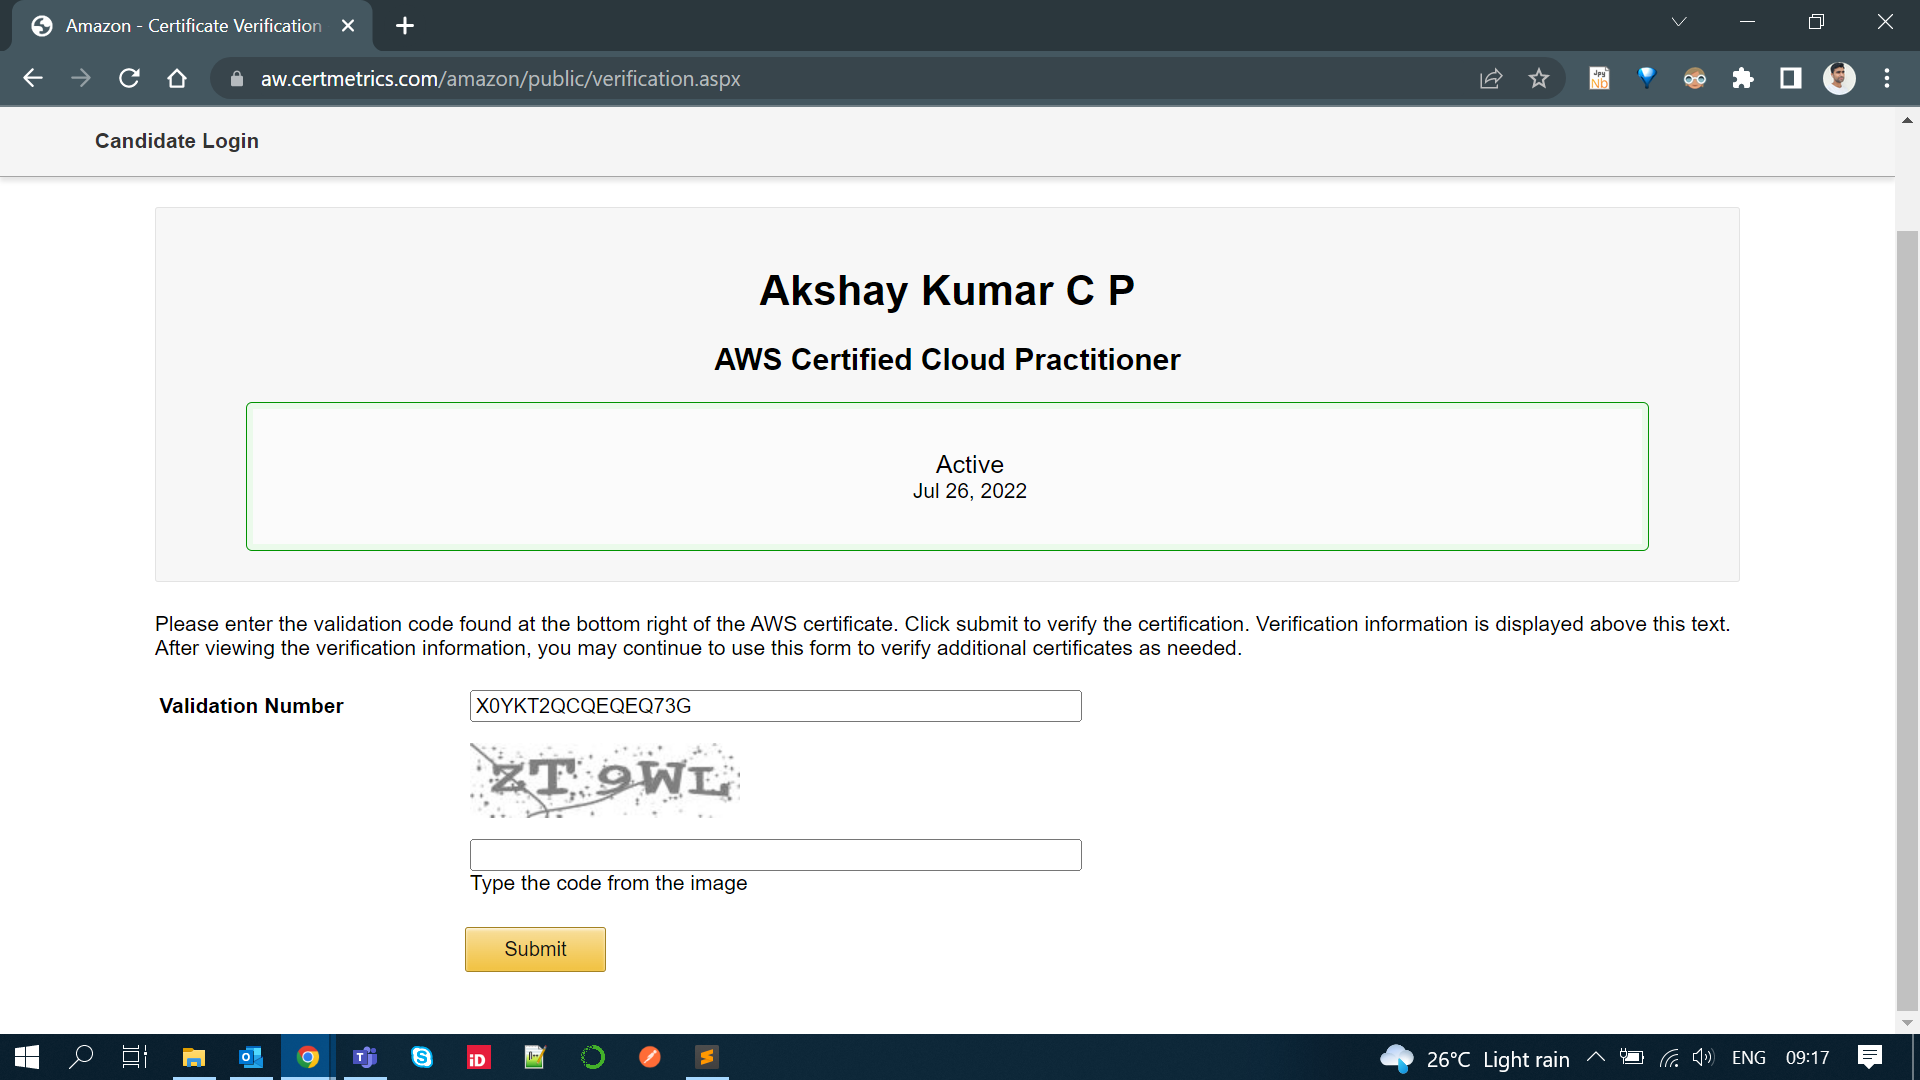 Amazon - Certificate Verification
aw.certmetrics.com/amazon/public/verification.aspx
Candidate Login
Akshay Kumar C P
AWS Certified Cloud Practitioner
Active
Jul 26, 2022
Please enter the validation code found at the bottom right of the AWS certificate. Click submit to verify the certification. Verification information is displayed above this text.
After viewing the verification information, you may continue to use this form to verify additional certificates as needed.
Validation Number
X0YKT2QCQEQEQ73G
ZT 9WL
Type the code from the image
Submit
26°C Light rain
ENG
09:17